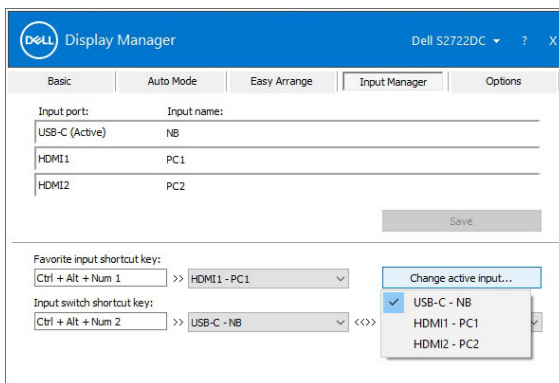 DELL Display Manager Dell S2722DC ? X
Basic Auto Mode Easy Arrange Input Manager Options
Input port: Input name:
USB-C (Active) NB
HDMI1 PC1
HDMI2 PC2
Save
Favorite input shortcut key:
Ctrl + Alt + Num 1 >> HDMI1 - PC1 Change active input...
Input switch shortcut key:
Ctrl + Alt + Num 2 >> USB-C - NB <<>>
USB-C - NB
HDMI1 - PC1
HDMI2 - PC2